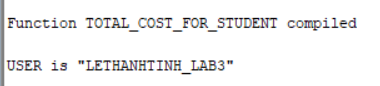 Function TOTAL_COST_FOR_STUDENT compiled
USER is "LETHANHTINH_LAB3"